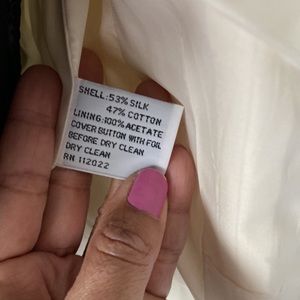 SHELL:53% SILK
47% COTTON
LINING:100% ACETATE
COVER BUTTON WITH FOIL
BEFORE DRY CLEAN
DRY CLEAN
RN 112022